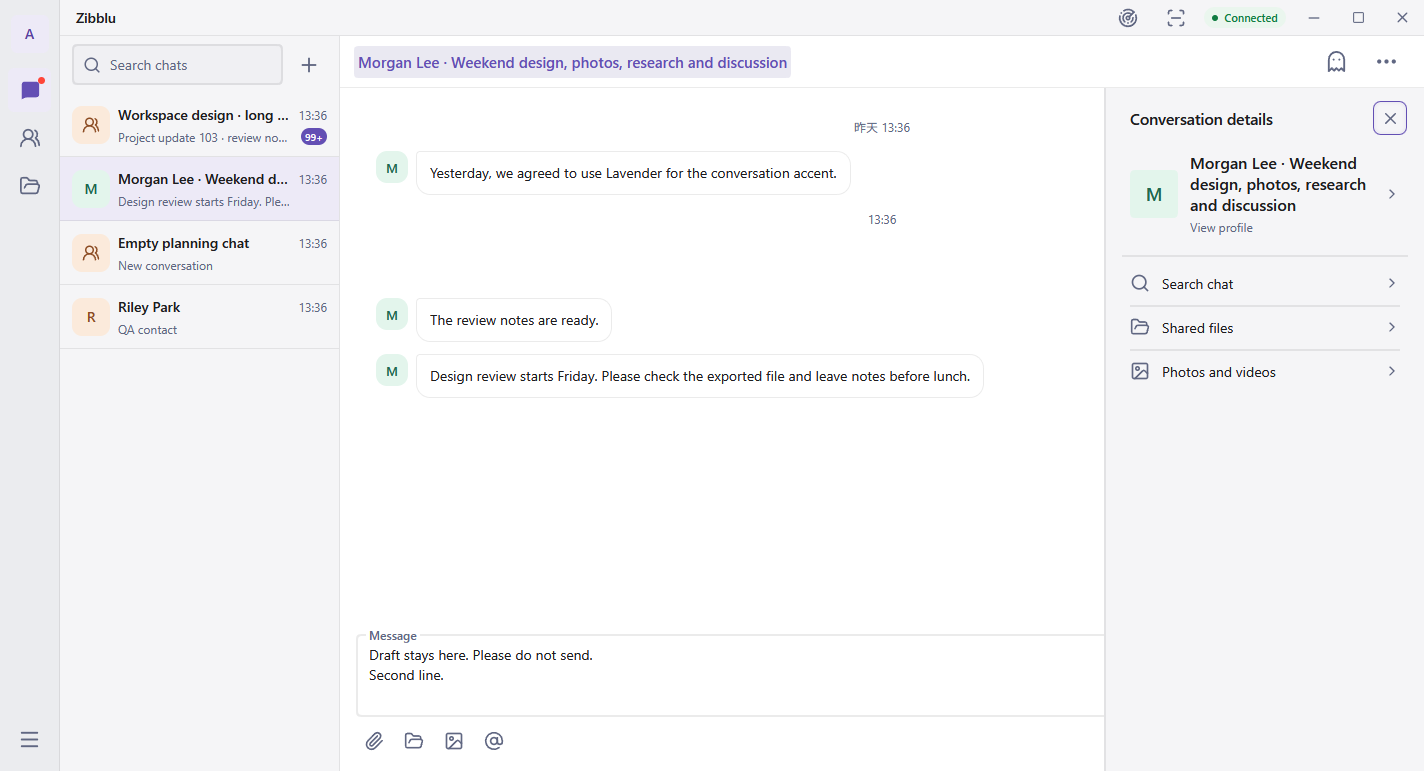 Zibblu
Connected
A
Search chats
Workspace design · long ...
13:36
Project update 103 · review no...
99+
M
Morgan Lee · Weekend d...
13:36
Design review starts Friday. Ple...
Empty planning chat
13:36
New conversation
R
Riley Park
13:36
QA contact
Morgan Lee · Weekend design, photos, research and discussion
昨天 13:36
M
Yesterday, we agreed to use Lavender for the conversation accent.
13:36
M
The review notes are ready.
M
Design review starts Friday. Please check the exported file and leave notes before lunch.
Message
Draft stays here. Please do not send.
Second line.
Conversation details
M
Morgan Lee · Weekend
design, photos, research
and discussion
View profile
Search chat
Shared files
Photos and videos